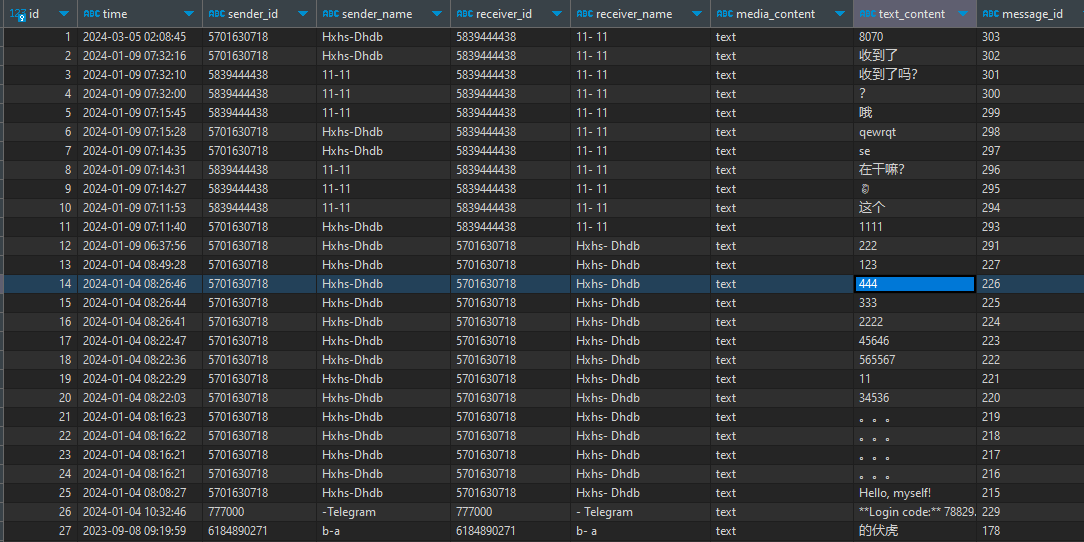 123 id ABC time ABC sender_id ABC sender_name ABC receiver_id ABC receiver_name ABC media_content ABC text_content ABC message_id
1 2024-03-05 02:08:45 5701630718 Hxhs-Dhdb 5839444438 11- 11 text 8070 303
2 2024-01-09 07:32:16 5701630718 Hxhs-Dhdb 5839444438 11- 11 text 收到了 302
3 2024-01-09 07:32:10 5839444438 11-11 5839444438 11- 11 text 收到了吗? 301
4 2024-01-09 07:32:00 5839444438 11-11 5839444438 11- 11 text ? 300
5 2024-01-09 07:15:45 5839444438 11-11 5839444438 11- 11 text 哦 299
6 2024-01-09 07:15:28 5701630718 Hxhs-Dhdb 5839444438 11- 11 text qewrqt 298
7 2024-01-09 07:14:35 5701630718 Hxhs-Dhdb 5839444438 11- 11 text se 297
8 2024-01-09 07:14:31 5839444438 11-11 5839444438 11- 11 text 在干嘛? 296
9 2024-01-09 07:14:27 5839444438 11-11 5839444438 11- 11 text 295
10 2024-01-09 07:11:53 5839444438 11-11 5839444438 11- 11 text 这个 294
11 2024-01-09 07:11:40 5701630718 Hxhs-Dhdb 5839444438 11- 11 text 1111 293
12 2024-01-09 06:37:56 5701630718 Hxhs-Dhdb 5701630718 Hxhs- Dhdb text 222 291
13 2024-01-04 08:49:28 5701630718 Hxhs-Dhdb 5701630718 Hxhs- Dhdb text 123 227
14 2024-01-04 08:26:46 5701630718 Hxhs-Dhdb 5701630718 Hxhs- Dhdb text 444 226
15 2024-01-04 08:26:44 5701630718 Hxhs-Dhdb 5701630718 Hxhs- Dhdb text 333 225
16 2024-01-04 08:26:41 5701630718 Hxhs-Dhdb 5701630718 Hxhs- Dhdb text 2222 224
17 2024-01-04 08:22:47 5701630718 Hxhs-Dhdb 5701630718 Hxhs- Dhdb text 45646 223
18 2024-01-04 08:22:36 5701630718 Hxhs-Dhdb 5701630718 Hxhs- Dhdb text 565567 222
19 2024-01-04 08:22:29 5701630718 Hxhs-Dhdb 5701630718 Hxhs- Dhdb text 11 221
20 2024-01-04 08:22:03 5701630718 Hxhs-Dhdb 5701630718 Hxhs- Dhdb text 34536 220
21 2024-01-04 08:16:23 5701630718 Hxhs-Dhdb 5701630718 Hxhs- Dhdb text 。。。 219
22 2024-01-04 08:16:22 5701630718 Hxhs-Dhdb 5701630718 Hxhs- Dhdb text 。。。 218
23 2024-01-04 08:16:21 5701630718 Hxhs-Dhdb 5701630718 Hxhs- Dhdb text 。。。 217
24 2024-01-04 08:16:21 5701630718 Hxhs-Dhdb 5701630718 Hxhs- Dhdb text 。。。 216
25 2024-01-04 08:08:27 5701630718 Hxhs-Dhdb 5701630718 Hxhs- Dhdb text Hello, myself! 215
26 2024-01-04 10:32:46 777000 -Telegram 777000 - Telegram text **Login code:** 78829. 229
27 2023-09-08 09:19:59 6184890271 b-a 6184890271 b- a text 的伏虎 178